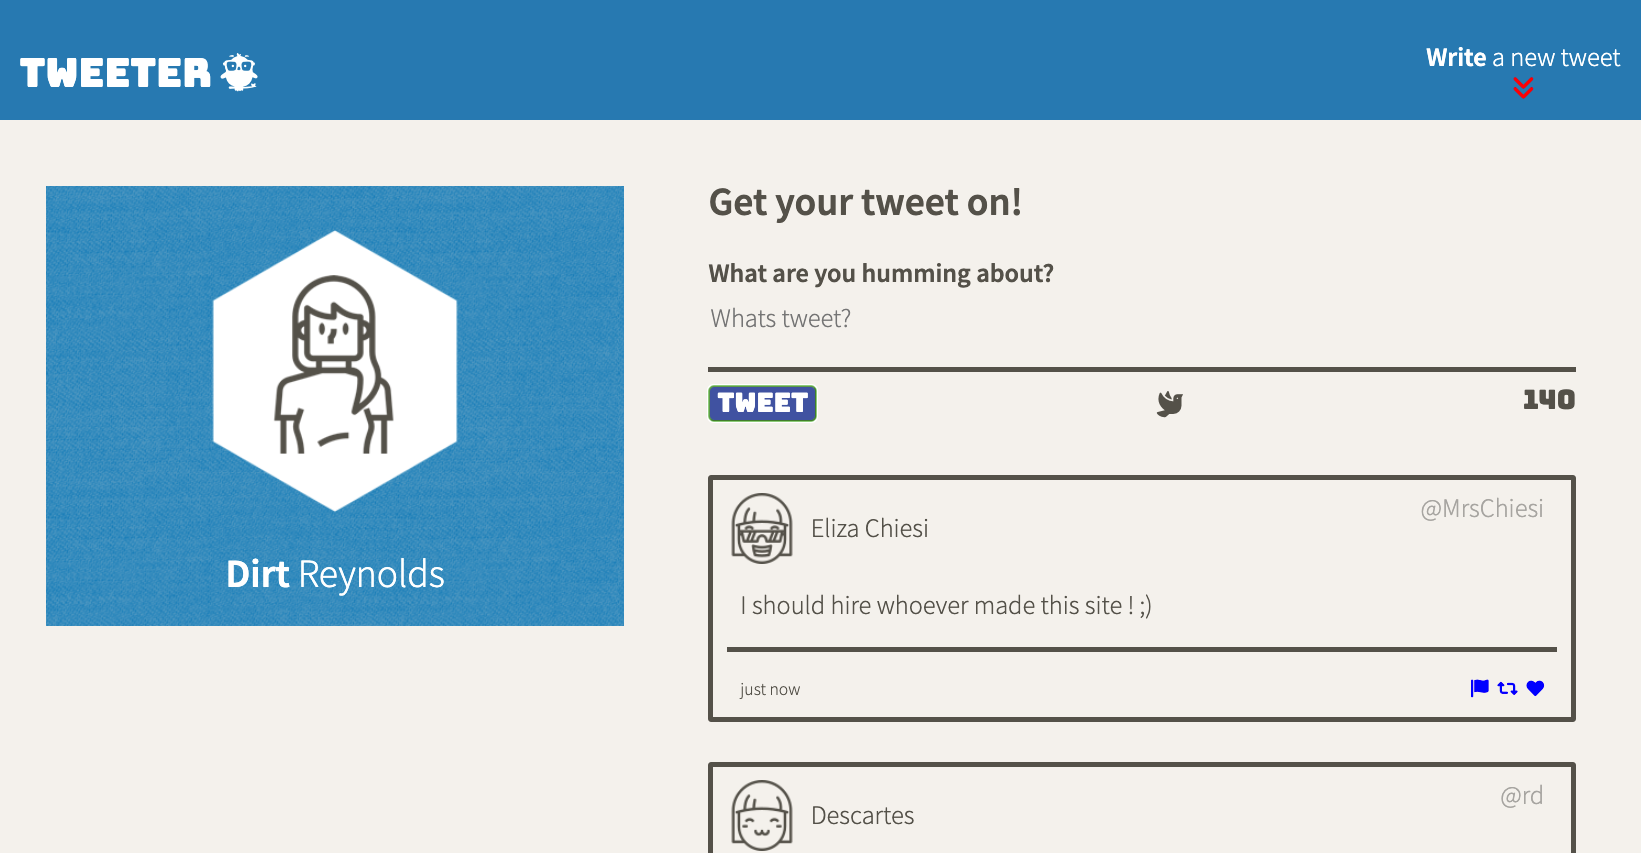 TWEETER
Write a new tweet
Dirt Reynolds
Get your tweet on!
What are you humming about?
Whats tweet?
TWEET
140
Eliza Chiesi
@MrsChiesi
I should hire whoever made this site ! ;)
just now
Descartes
@rd